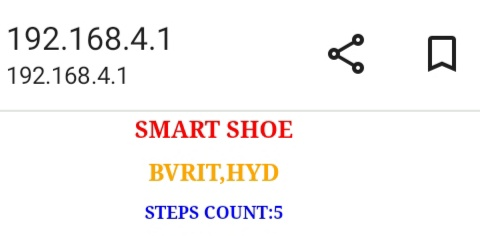 192.168.4.1
192.168.4.1
SMART SHOE
BVRIT,HYD
STEPS COUNT:5